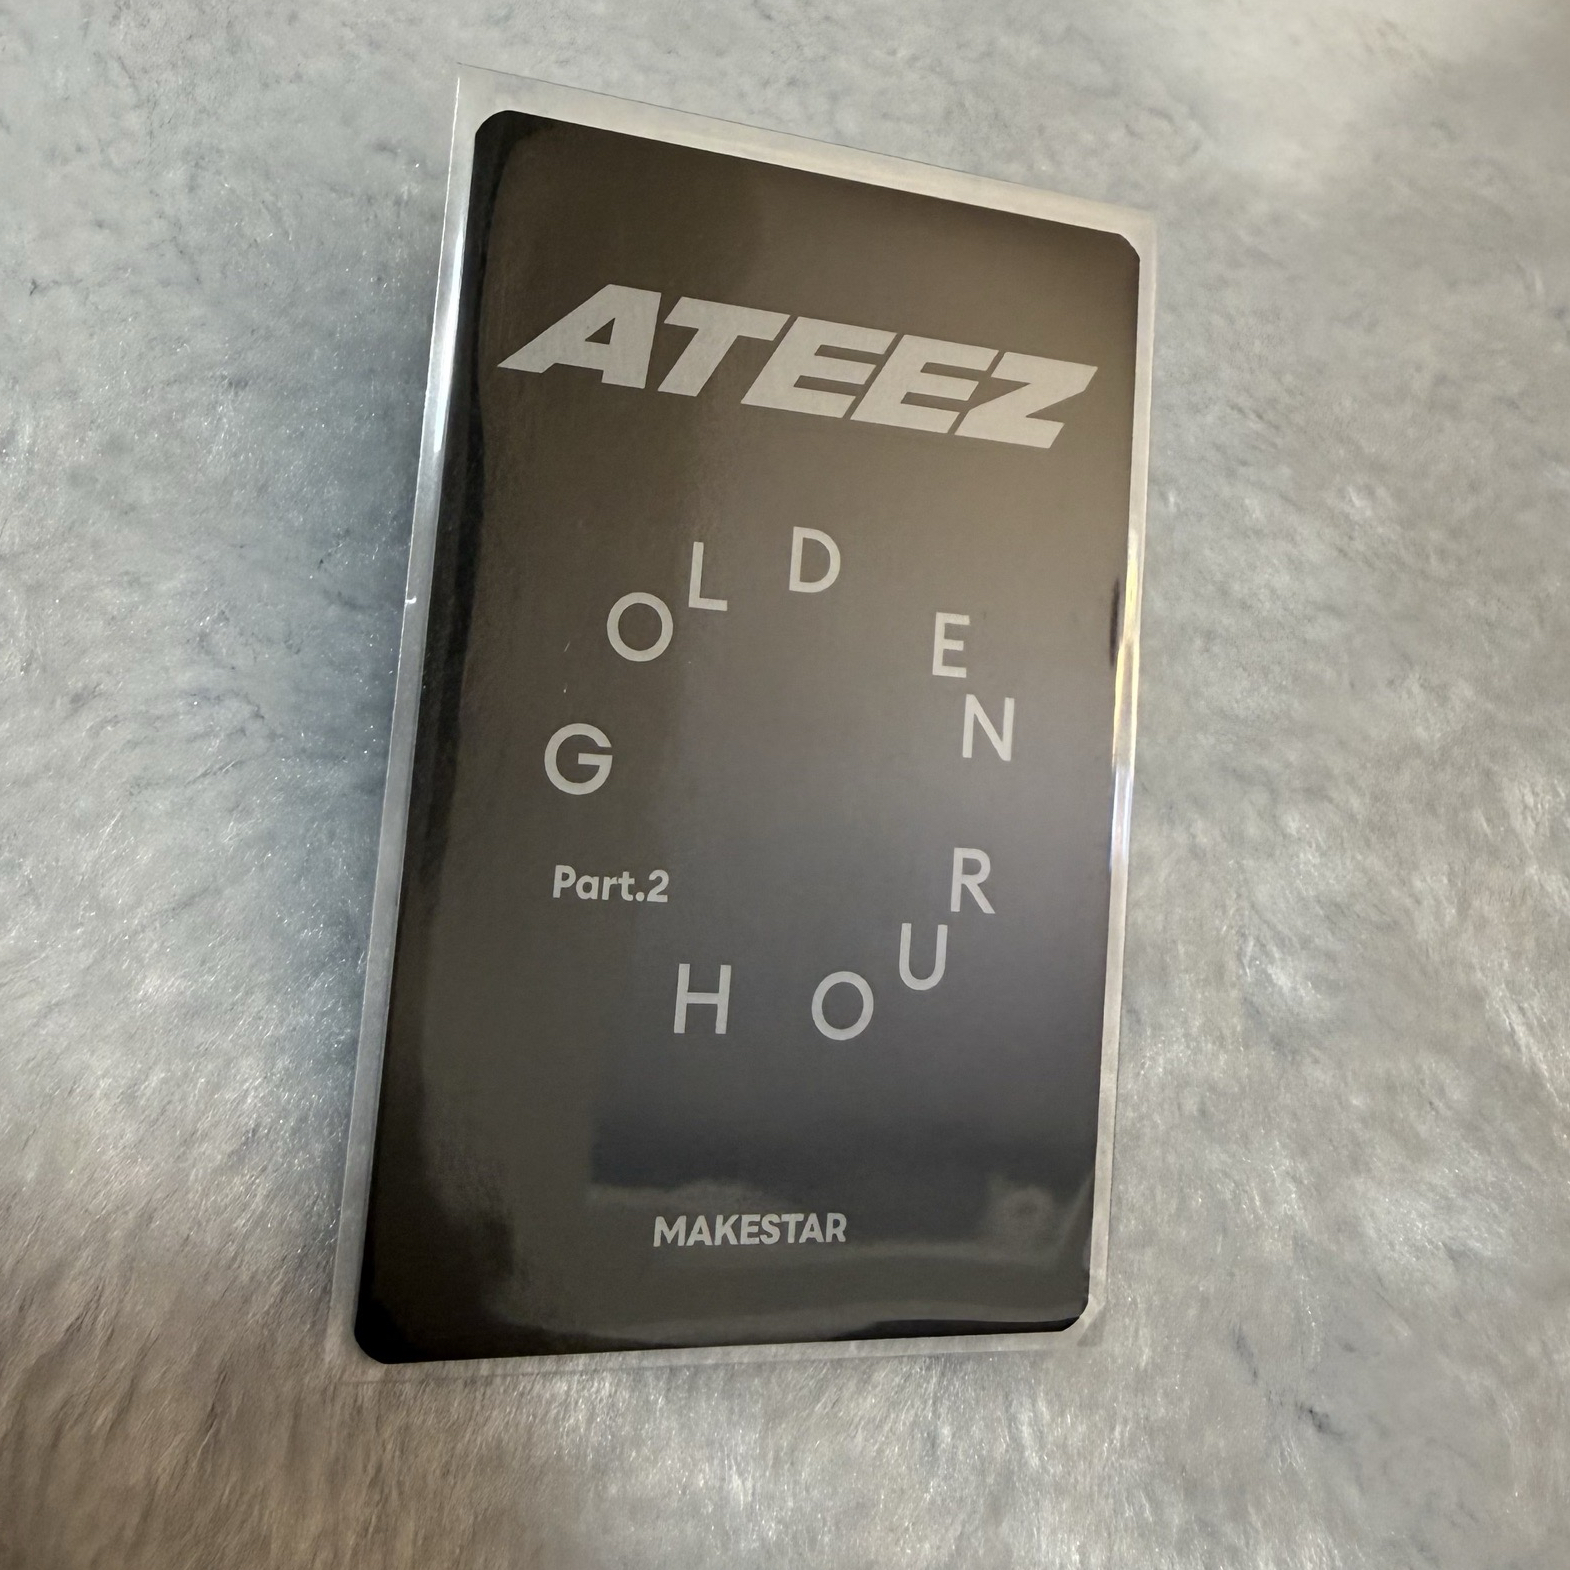 ATEEZ
GOLDEN
HOUR
Part.2
MAKESTAR